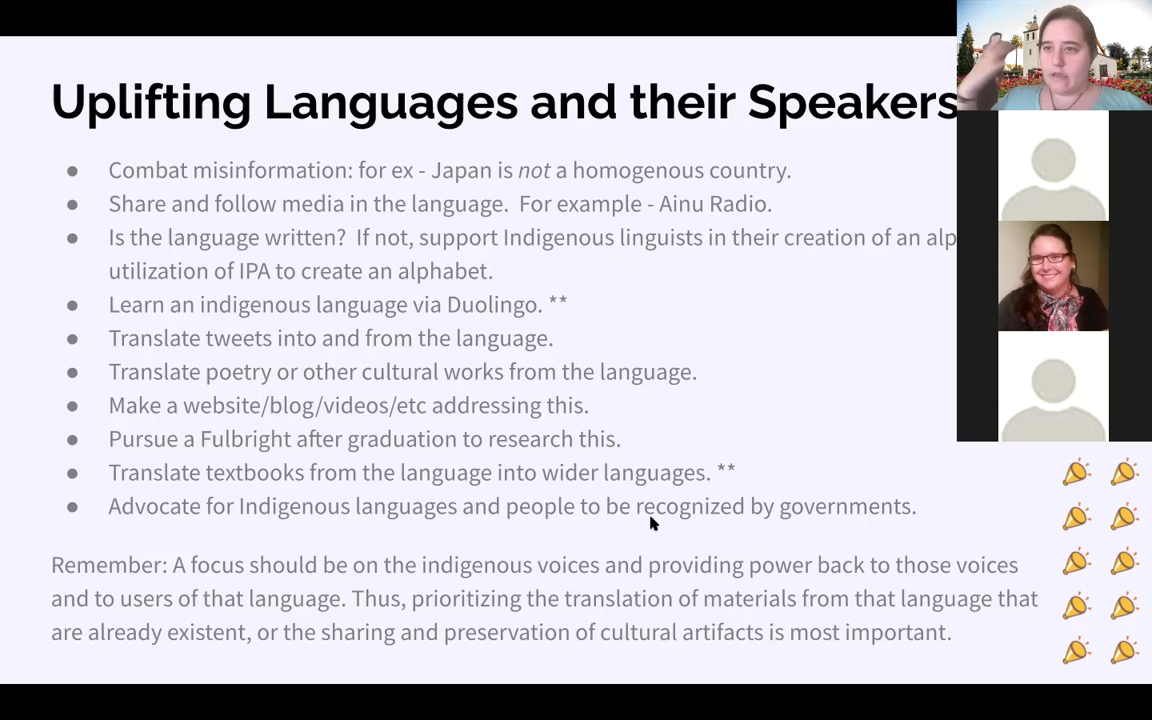 Uplifting Languages and their Speakers
● Combat misinformation: for ex - Japan is not a homogenous country.
● Share and follow media in the language.  For example - Ainu Radio.
● Is the language written?  If not, support Indigenous linguists in their creation of an alp
utilization of IPA to create an alphabet.
● Learn an indigenous language via Duolingo. **
● Translate tweets into and from the language.
● Translate poetry or other cultural works from the language.
● Make a website/blog/videos/etc addressing this.
● Pursue a Fulbright after graduation to research this.
● Translate textbooks from the language into wider languages. **
● Advocate for Indigenous languages and people to be recognized by governments.
Remember: A focus should be on the indigenous voices and providing power back to those voices
and to users of that language. Thus, prioritizing the translation of materials from that language that
are already existent, or the sharing and preservation of cultural artifacts is most important.